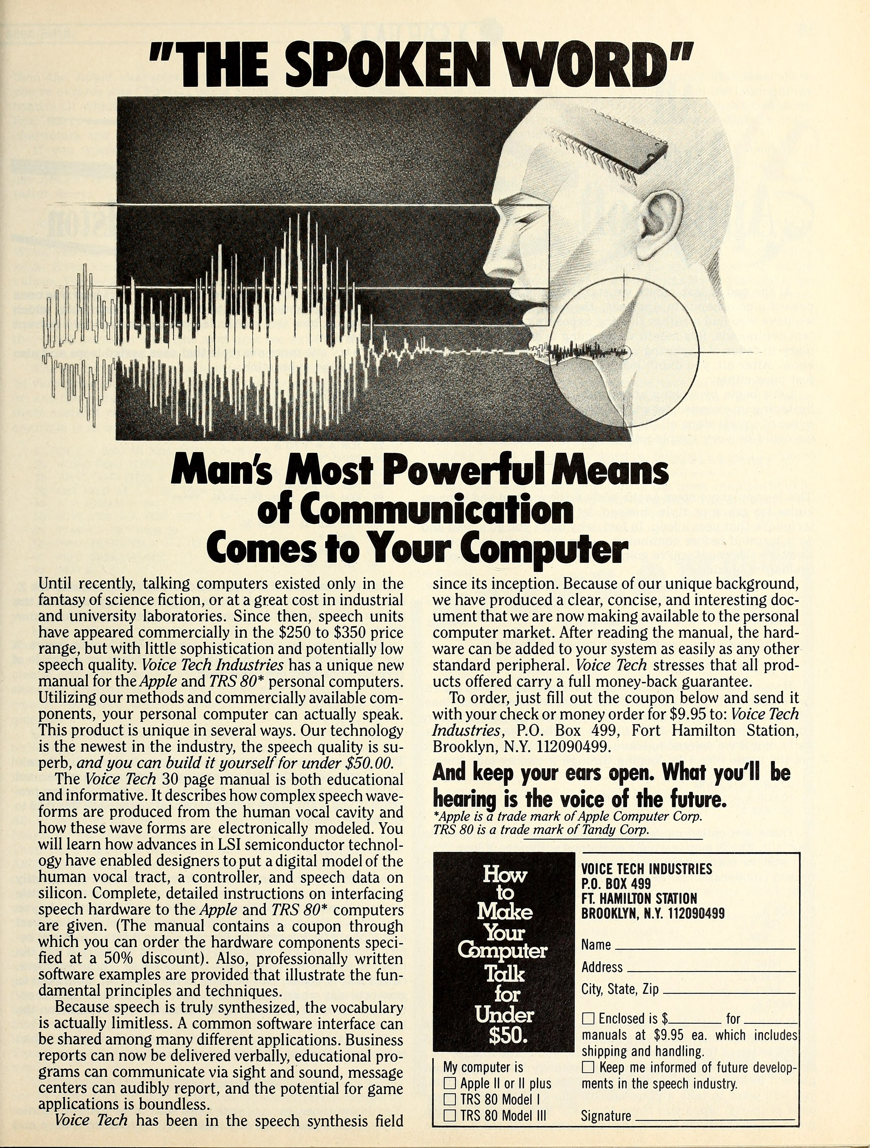 "THE SPOKEN WORD"
Man's Most Powerful Means
of Communication
Comes to Your Computer
Until recently, talking computers existed only in the
fantasy of science fiction, or at a great cost in industrial
and university laboratories. Since then, speech units
have appeared commercially in the $250 to $350 price
range, but with little sophistication and potentially low
speech quality. Voice Tech Industries has a unique new
manual for the Apple and TRS 80* personal computers.
Utilizing our methods and commercially available com-
ponents, your personal computer can actually speak.
This product is unique in several ways. Our technology
is the newest in the industry, the speech quality is su-
perb, and you can build it yourself for under $50.00.
The Voice Tech 30 page manual is both educational
and informative. It describes how complex speech wave-
forms are produced from the human vocal cavity and
how these wave forms are electronically modeled. You
will learn how advances in LSI semiconductor technol-
ogy have enabled designers to put a digital model of the
human vocal tract, a controller, and speech data on
silicon. Complete, detailed instructions on interfacing
speech hardware to the Apple and TRS 80* computers
are given. (The manual contains a coupon through
which you can order the hardware components speci-
fied at a 50% discount). Also, professionally written
software examples are provided that illustrate the fun-
damental principles and techniques.
Because speech is truly synthesized, the vocabulary
is actually limitless. A common software interface can
be shared among many different applications. Business
reports can now be delivered verbally, educational pro-
grams can communicate via sight and sound, message
centers can audibly report, and the potential for game
applications is boundless.
Voice Tech has been in the speech synthesis field
since its inception. Because of our unique background,
we have produced a clear, concise, and interesting doc-
ument that we are now making available to the personal
computer market. After reading the manual, the hard-
ware can be added to your system as easily as any other
standard peripheral. Voice Tech stresses that all prod-
ucts offered carry a full money-back guarantee.
To order, just fill out the coupon below and send it
with your check or money order for $9.95 to: Voice Tech
Industries, P.O. Box 499, Fort Hamilton Station,
Brooklyn, N.Y. 112090499.
And keep your ears open. What you'll be
hearing is the voice of the future.
*Apple is a trade mark of Apple Computer Corp.
TRS 80 is a trade mark of Tandy Corp.
How
to
Make
Your
Computer
Talk
for
Under
$50.
My computer is
☐ Apple II or II plus
☐ TRS 80 Model I
☐ TRS 80 Model III
VOICE TECH INDUSTRIES
P.O. BOX 499
FT. HAMILTON STATION
BROOKLYN, N.Y. 112090499
Name
Address
City, State, Zip
☐ Enclosed is $ for
manuals at $9.95 ea. which includes
shipping and handling.
☐ Keep me informed of future develop-
ments in the speech industry.
Signature